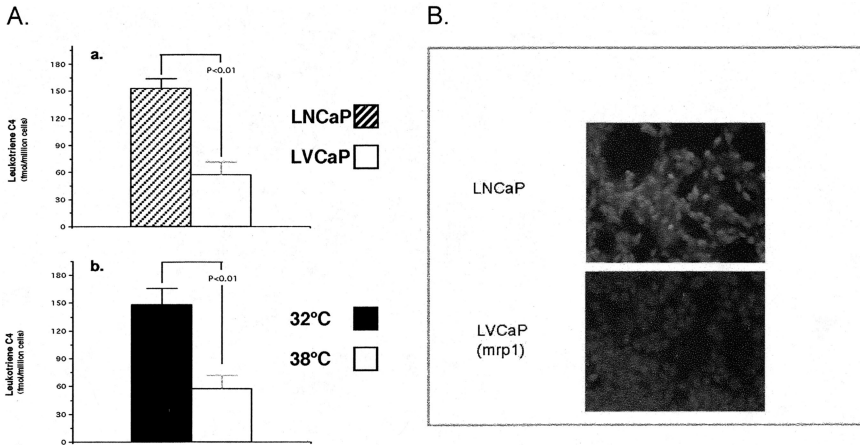 A.
a.
180
150
120
90
60
30
0
Leukotriene C4
(fmol/million cells)
P<0.01
LNCaP
LVCaP
b.
180
150
120
90
60
30
0
Leukotriene C4
(fmol/million cells)
P<0.01
32°C
38°C
B.
LNCaP
LVCaP
(mrp1)